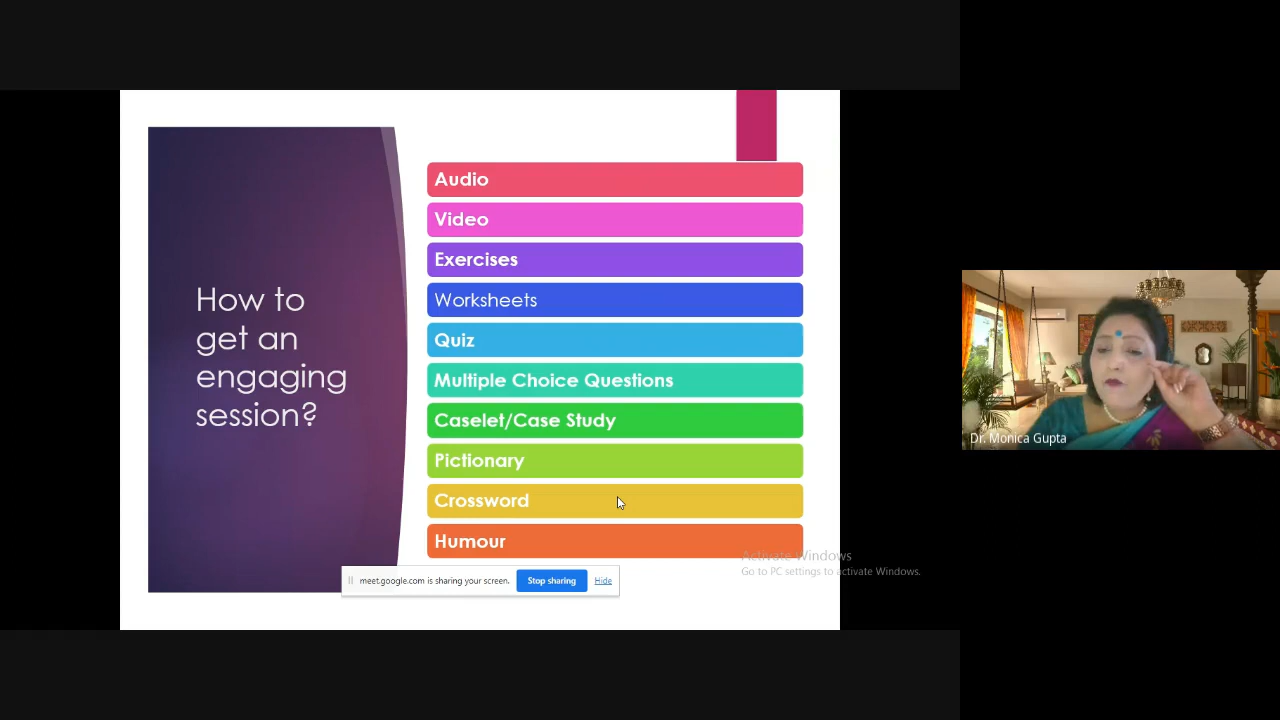 How to
get an
engaging
session?
Audio
Video
Exercises
Worksheets
Quiz
Multiple Choice Questions
Caselet/Case Study
Pictionary
Crossword
Humour
Activate Windows
Go to PC settings to activate Windows.
meet.google.com is sharing your screen.
Stop sharing
Hide
Dr. Monica Gupta